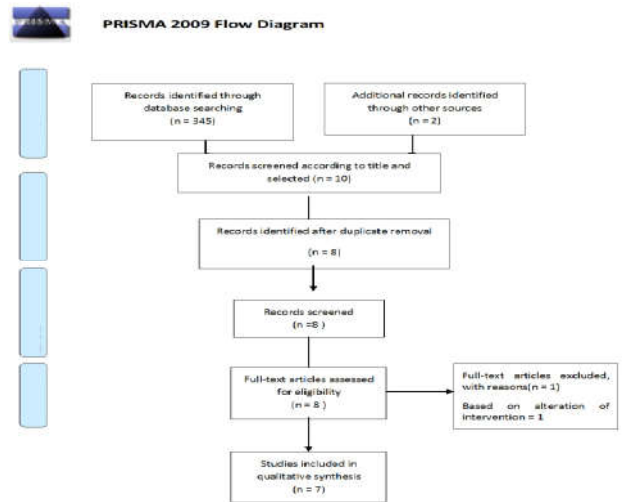 PRISMA 2009 Flow Diagram
Records identified through
database searching
(n = 345)
Additional records identified
through other sources
(n = 2)
Records screened according to title and
selected (n = 10)
Records identified after duplicate removal
(n = 8)
Records screened
(n =8 )
Full-text articles assessed
for eligibility
(n = 8 )
Full-text articles excluded,
with reasons(n = 1)
Based on alteration of
intervention = 1
Studies included in
qualitative synthesis
(n = 7)